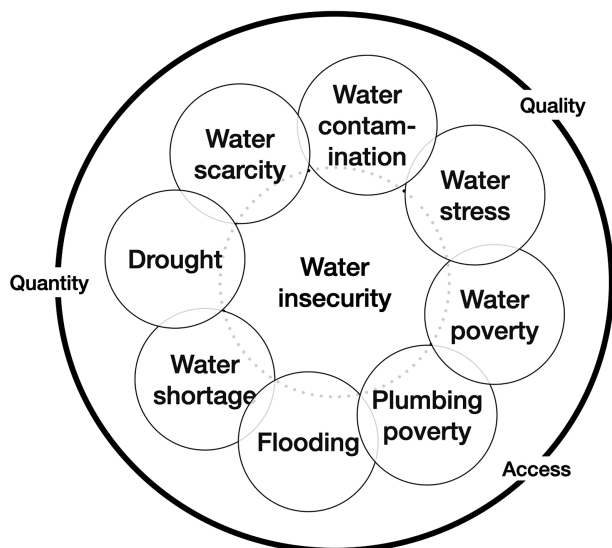 Water
contam-
ination
Quality
Water
scarcity
Water
stress
Drought
Water
insecurity
Quantity
Water
poverty
Water
shortage
Plumbing
poverty
Flooding
Access